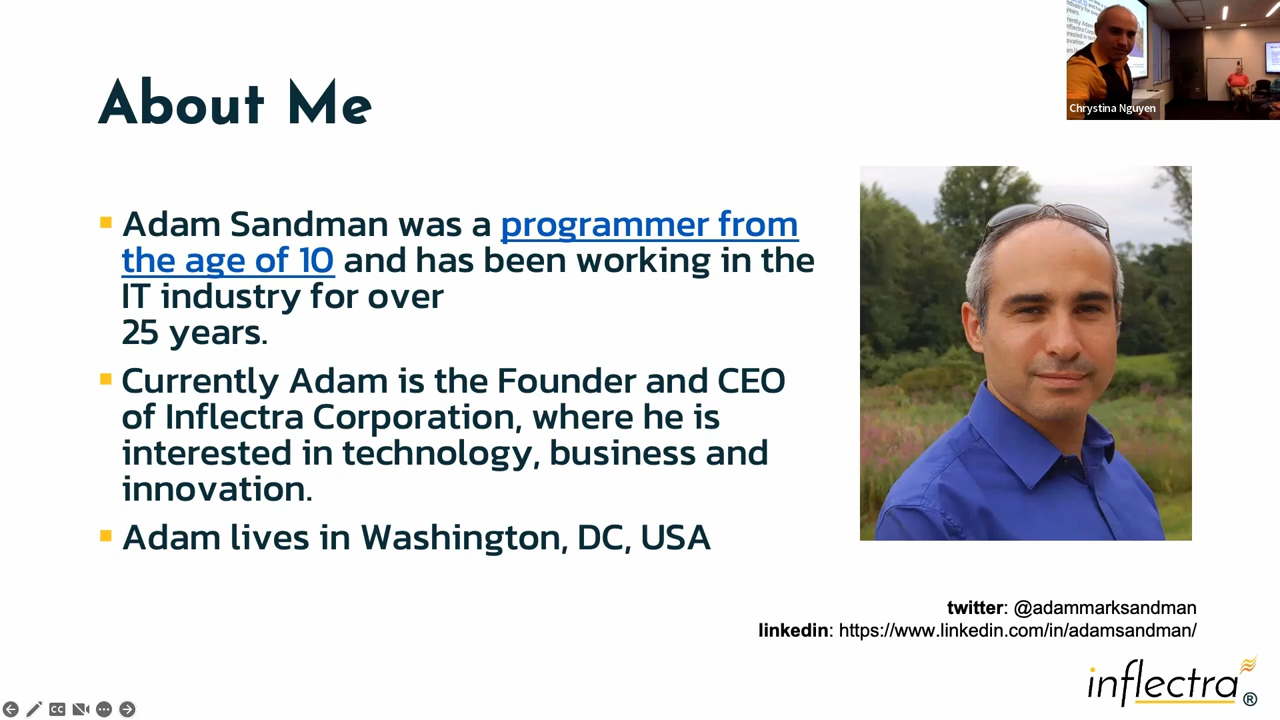 About Me
Adam Sandman was a programmer from
the age of 10 and has been working in the
IT industry for over
25 years.
Currently Adam is the Founder and CEO
of Inflectra Corporation, where he is
interested in technology, business and
innovation.
Adam lives in Washington, DC, USA
Chrystina Nguyen
twitter: @adammarksandman
linkedin: https://www.linkedin.com/in/adamsandman/
inflectra®
CC